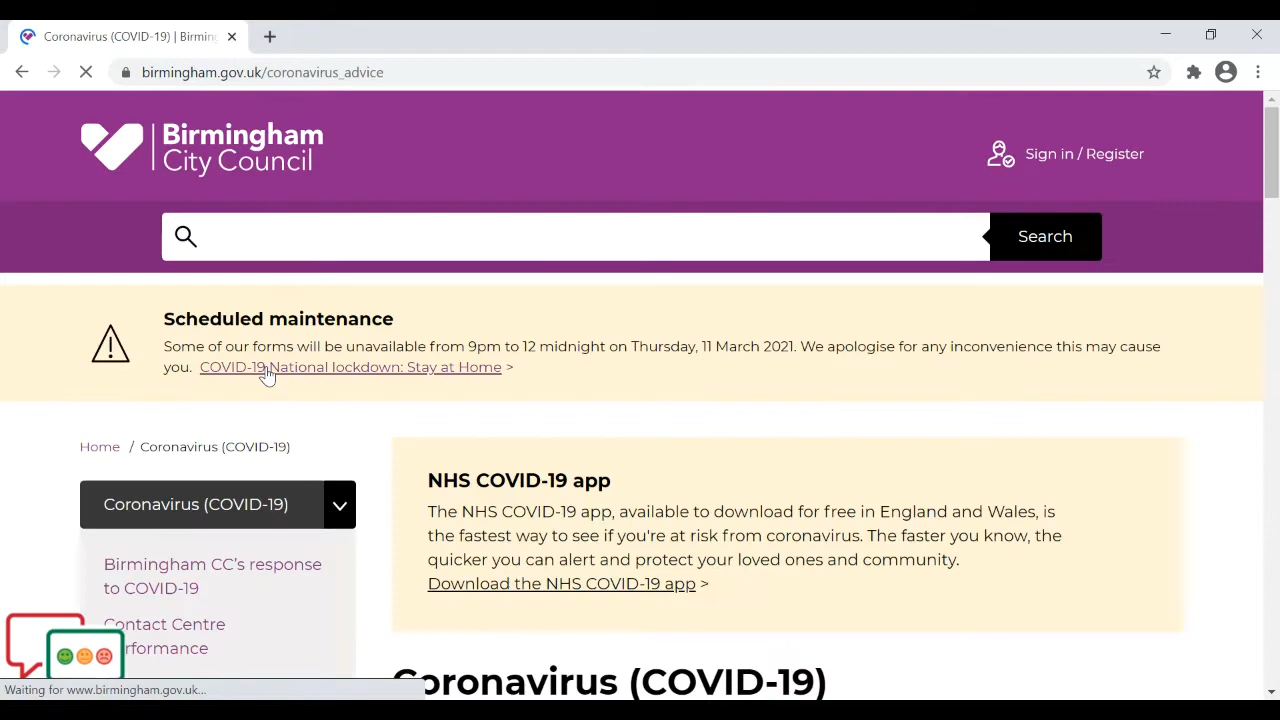 Coronavirus (COVID-19) | Birming
birmingham.gov.uk/coronavirus_advice
Birmingham
City Council
Sign in / Register
Search
Scheduled maintenance
Some of our forms will be unavailable from 9pm to 12 midnight on Thursday, 11 March 2021. We apologise for any inconvenience this may cause
you. COVID-19 National lockdown: Stay at Home >
Home / Coronavirus (COVID-19)
Coronavirus (COVID-19)
Birmingham CC's response
to COVID-19
Contact Centre
Performance
NHS COVID-19 app
The NHS COVID-19 app, available to download for free in England and Wales, is
the fastest way to see if you're at risk from coronavirus. The faster you know, the
quicker you can alert and protect your loved ones and community.
Download the NHS COVID-19 app >
Coronavirus (COVID-19)
Waiting for www.birmingham.gov.uk...